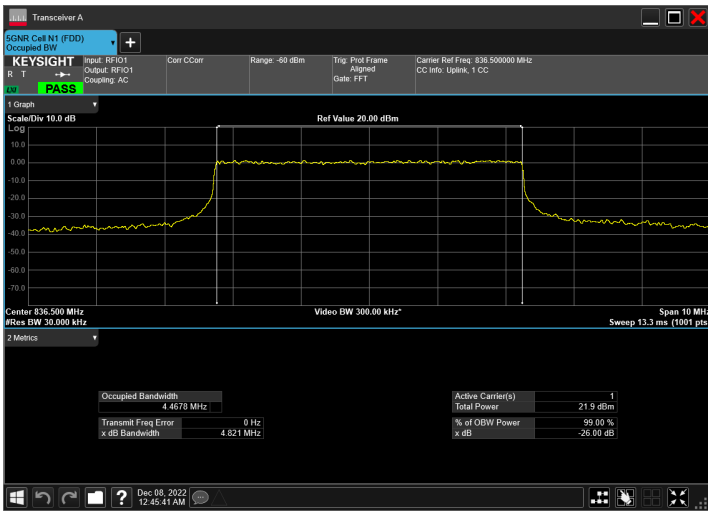 Transceiver A
5GNR Cell N1 (FDD)
Occupied BW
KEYSIGHT
R T
PASS
Input: RFIO1
Output: RFIO1
Coupling: AC
Corr CCorr
Range: -60 dBm
Trig: Prot Frame
Aligned
Gate: FFT
Carrier Ref Freq: 836.500000 MHz
CC Info: Uplink, 1 CC
1 Graph
Scale/Div 10.0 dB
Ref Value 20.00 dBm
Log
10.0
0.00
-10.0
-20.0
-30.0
-40.0
-50.0
-60.0
-70.0
Center 836.500 MHz
Video BW 300.00 kHz*
Span 10 MHz
#Res BW 30.000 kHz
Sweep 13.3 ms (1001 pts
2 Metrics
Occupied Bandwidth
4.4678 MHz
Transmit Freq Error 0 Hz
x dB Bandwidth 4.821 MHz
Active Carrier(s) 1
Total Power 21.9 dBm
% of OBW Power 99.00 %
x dB -26.00 dB
Dec 08, 2022
12:45:41 AM